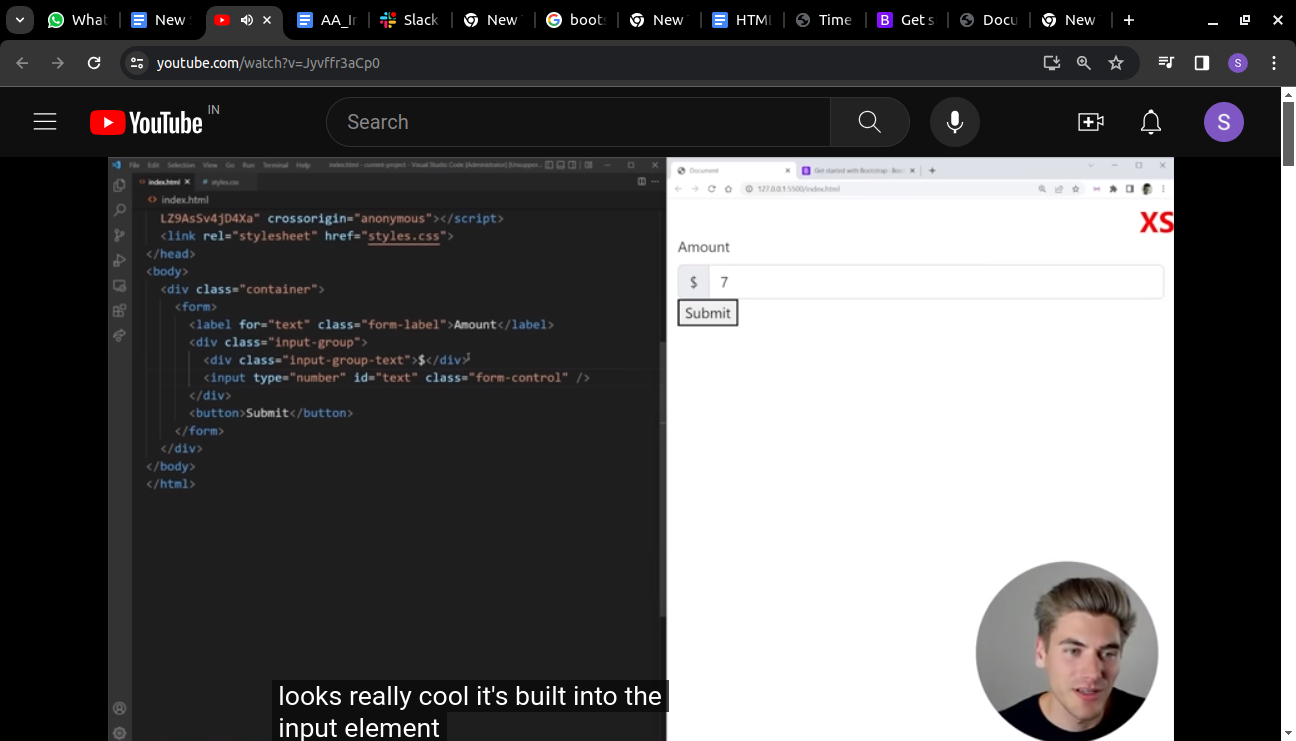 What
New
AA_Ir
Slack
New
boots
New
HTML
Time
Get s
Docu
New
youtube.com/watch?v=Jyvffr3aCp0
S
YouTube IN
Search
S
File Edit Selection View Go Run Terminal Help
index.html - current-project - Visual Studio Code [Administrator] [Unsuppor...
index.html
styles.css
index.html
LZ9AsSv4jD4Xa" crossorigin="anonymous"></script>
<link rel="stylesheet" href="styles.css">
</head>
<body>
<div class="container">
<form>
<label for="text" class="form-label">Amount</label>
<div class="input-group">
<div class="input-group-text">$</div>
<input type="number" id="text" class="form-control" />
</div>
<button>Submit</button>
</form>
</div>
</body>
</html>
Document
Get started with Bootstrap · Boo
127.0.0.1:5500/index.html
XS
Amount
$ 7
Submit
looks really cool it's built into the
input element